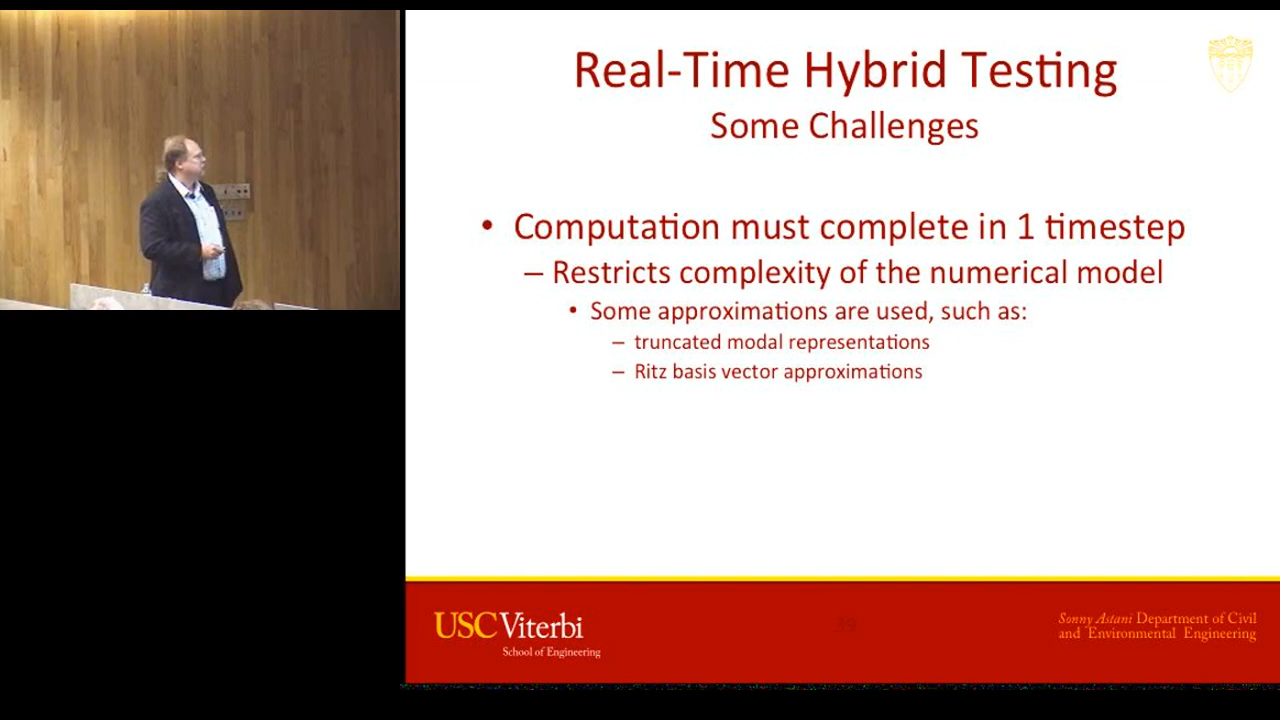 Real-Time Hybrid Testing
Some Challenges
• Computation must complete in 1 timestep
– Restricts complexity of the numerical model
• Some approximations are used, such as:
– truncated modal representations
– Ritz basis vector approximations
USC Viterbi
School of Engineering
39
Sonny Astani Department of Civil
and Environmental Engineering